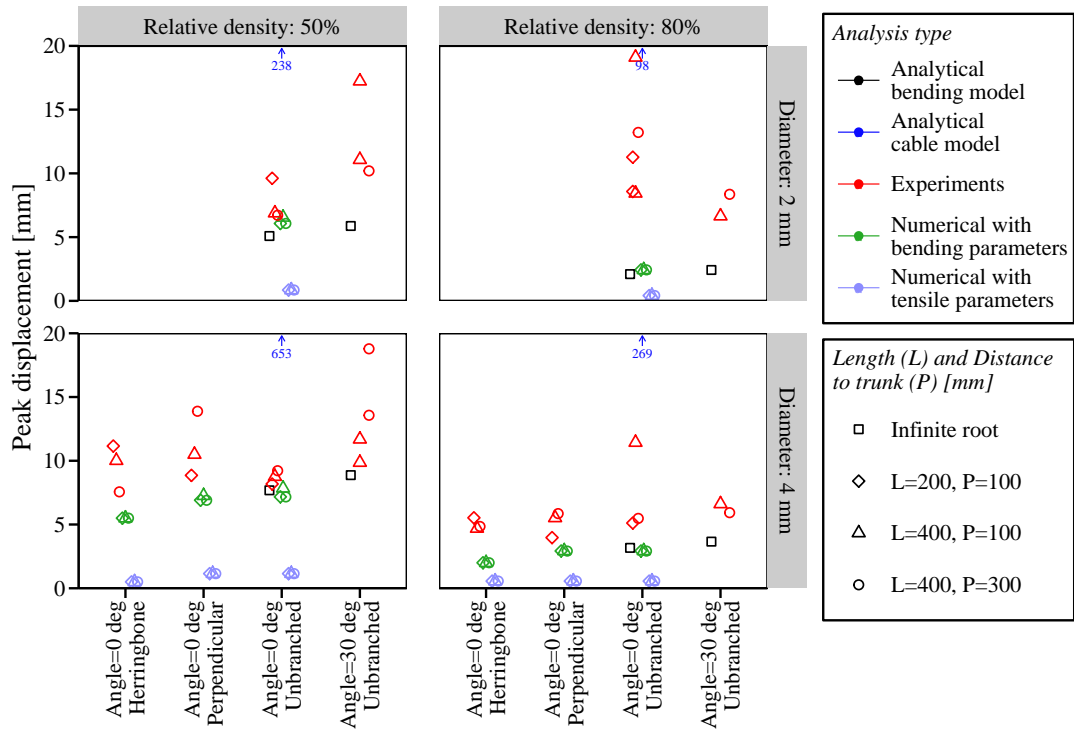 Relative density: 50%
Relative density: 80%
20
15
10
5
0
238
98
Diameter: 2 mm
Peak displacement [mm]
20
15
10
5
0
653
269
Diameter: 4 mm
Angle=0 deg
Herringbone
Angle=0 deg
Perpendicular
Angle=0 deg
Unbranched
Angle=30 deg
Unbranched
Angle=0 deg
Herringbone
Angle=0 deg
Perpendicular
Angle=0 deg
Unbranched
Angle=30 deg
Unbranched
Analysis type
Analytical
bending model
Analytical
cable model
Experiments
Numerical with
bending parameters
Numerical with
tensile parameters
Length (L) and Distance
to trunk (P) [mm]
Infinite root
L=200, P=100
L=400, P=100
L=400, P=300